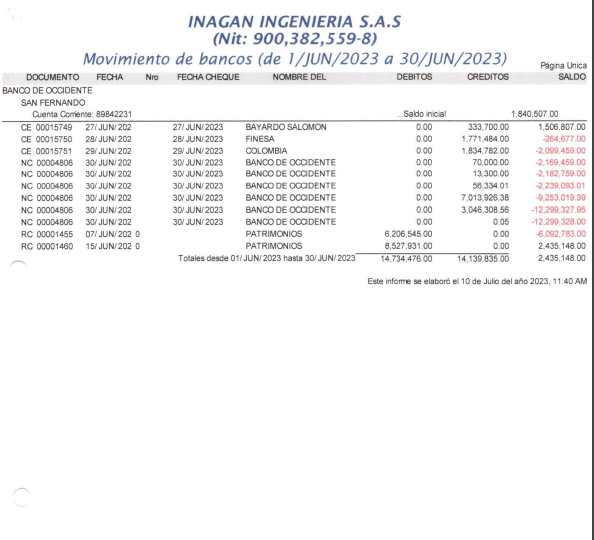 INAGAN INGENIERIA S.A.S
(Nit: 900,382,559-8)
Movimiento de bancos (de 1/JUN/2023 a 30/JUN/2023)
Página Unica
DOCUMENTO FECHA Nro FECHA CHEQUE NOMBRE DEL DEBITOS CREDITOS SALDO
BANCO DE OCCIDENTE
SAN FERNANDO
Cuenta Corriente: 89842231 ...Saldo inicial 1,840,507.00
CE 00015749 27/JUN/202 27/JUN/2023 BAYARDO SALOMON 0.00 333,700.00 1,506,807.00
CE 00015750 28/JUN/202 28/JUN/2023 FINESA 0.00 1,771,484.00 -264,677.00
CE 00015751 29/JUN/202 29/JUN/2023 COLOMBIA 0.00 1,834,782.00 -2,099,459.00
NC 00004806 30/JUN/202 30/JUN/2023 BANCO DE OCCIDENTE 0.00 70,000.00 -2,169,459.00
NC 00004806 30/JUN/202 30/JUN/2023 BANCO DE OCCIDENTE 0.00 13,300.00 -2,182,759.00
NC 00004806 30/JUN/202 30/JUN/2023 BANCO DE OCCIDENTE 0.00 56,334.01 -2,239,093.01
NC 00004806 30/JUN/202 30/JUN/2023 BANCO DE OCCIDENTE 0.00 7,013,926.38 -9,253,019.39
NC 00004806 30/JUN/202 30/JUN/2023 BANCO DE OCCIDENTE 0.00 3,046,308.56 -12,299,327.95
NC 00004806 30/JUN/202 30/JUN/2023 BANCO DE OCCIDENTE 0.00 0.05 -12,299,328.00
RC 00001455 07/JUN/202 0 PATRIMONIOS 6,206,545.00 0.00 -6,092,783.00
RC 00001460 15/JUN/202 0 PATRIMONIOS 8,527,931.00 0.00 2,435,148.00
Totales desde 01/JUN/2023 hasta 30/JUN/2023 14,734,476.00 14,139,835.00 2,435,148.00
Este informe se elaboró el 10 de Julio del año 2023, 11:40 AM